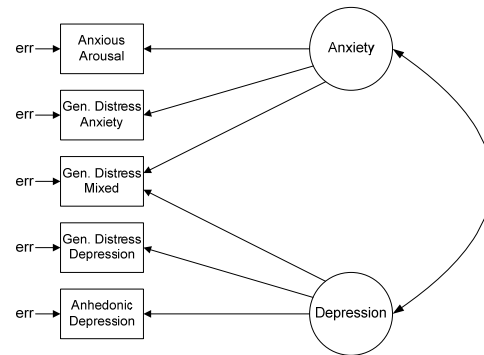 err
Anxious
Arousal
Anxiety
err
Gen. Distress
Anxiety
err
Gen. Distress
Mixed
err
Gen. Distress
Depression
err
Anhedonic
Depression
Depression